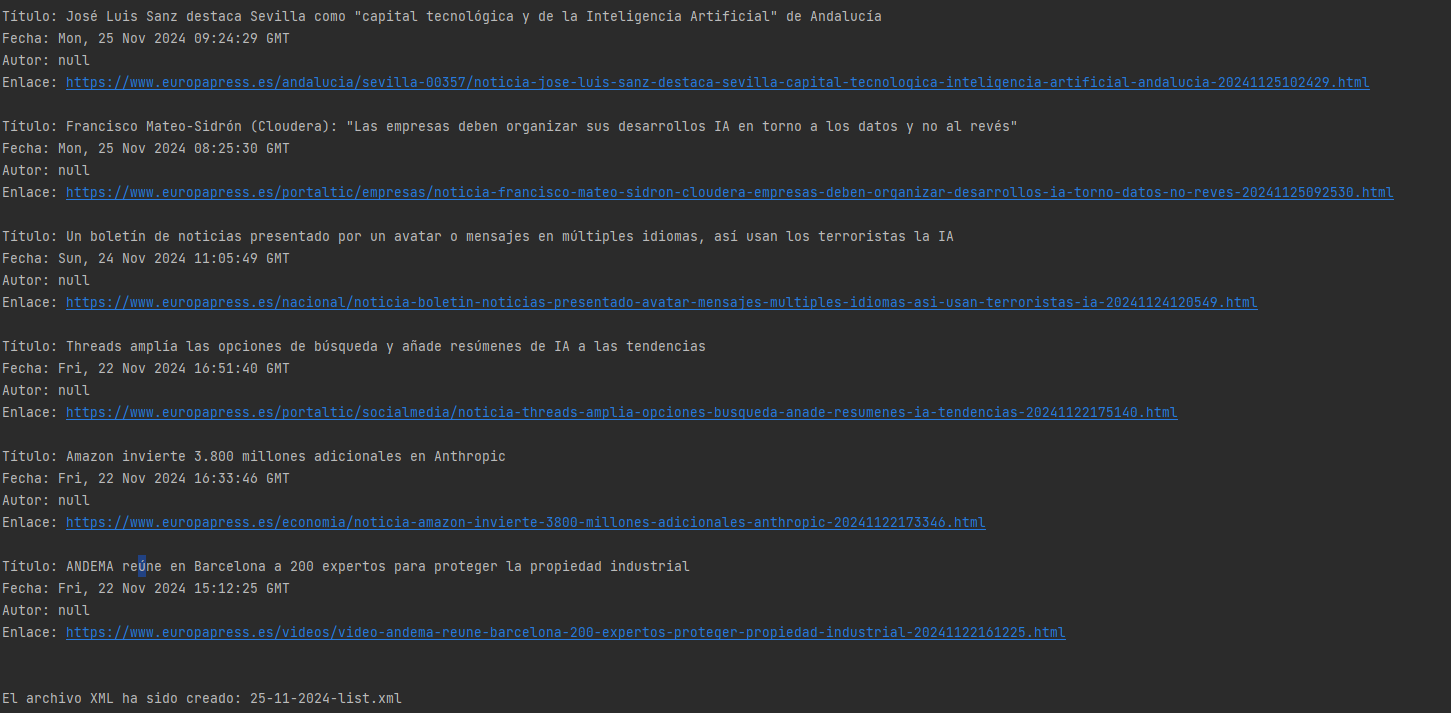 Título: José Luis Sanz destaca Sevilla como "capital tecnológica y de la Inteligencia Artificial" de Andalucía
Fecha: Mon, 25 Nov 2024 09:24:29 GMT
Autor: null
Enlace: https://www.europapress.es/andalucia/sevilla-00357/noticia-jose-luis-sanz-destaca-sevilla-capital-tecnologica-inteligencia-artificial-andalucia-20241125102429.html
Título: Francisco Mateo-Sidrón (Cloudera): "Las empresas deben organizar sus desarrollos IA en torno a los datos y no al revés"
Fecha: Mon, 25 Nov 2024 08:25:30 GMT
Autor: null
Enlace: https://www.europapress.es/portaltic/empresas/noticia-francisco-mateo-sidron-cloudera-empresas-deben-organizar-desarrollos-ia-torno-datos-no-reves-20241125092530.html
Título: Un boletín de noticias presentado por un avatar o mensajes en múltiples idiomas, así usan los terroristas la IA
Fecha: Sun, 24 Nov 2024 11:05:49 GMT
Autor: null
Enlace: https://www.europapress.es/nacional/noticia-boletin-noticias-presentado-avatar-mensajes-multiples-idiomas-asi-usan-terroristas-ia-20241124120549.html
Título: Threads amplía las opciones de búsqueda y añade resúmenes de IA a las tendencias
Fecha: Fri, 22 Nov 2024 16:51:40 GMT
Autor: null
Enlace: https://www.europapress.es/portaltic/socialmedia/noticia-threads-amplia-opciones-busqueda-anade-resumenes-ia-tendencias-20241122175140.html
Título: Amazon invierte 3.800 millones adicionales en Anthropic
Fecha: Fri, 22 Nov 2024 16:33:46 GMT
Autor: null
Enlace: https://www.europapress.es/economia/noticia-amazon-invierte-3800-millones-adicionales-anthropic-20241122173346.html
Título: ANDEMA reúne en Barcelona a 200 expertos para proteger la propiedad industrial
Fecha: Fri, 22 Nov 2024 15:12:25 GMT
Autor: null
Enlace: https://www.europapress.es/videos/video-andema-reune-barcelona-200-expertos-proteger-propiedad-industrial-20241122161225.html
El archivo XML ha sido creado: 25-11-2024-list.xml